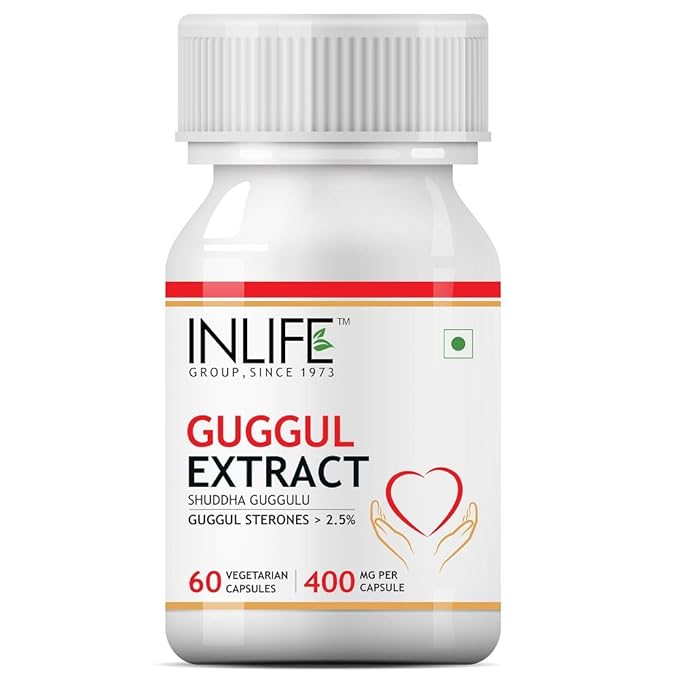 INLIFE™
GROUP, SINCE 1973
GUGGUL
EXTRACT
SHUDDHA GUGGULU
GUGGUL STERONES > 2.5%
60 VEGETARIAN CAPSULES
400 MG PER CAPSULE